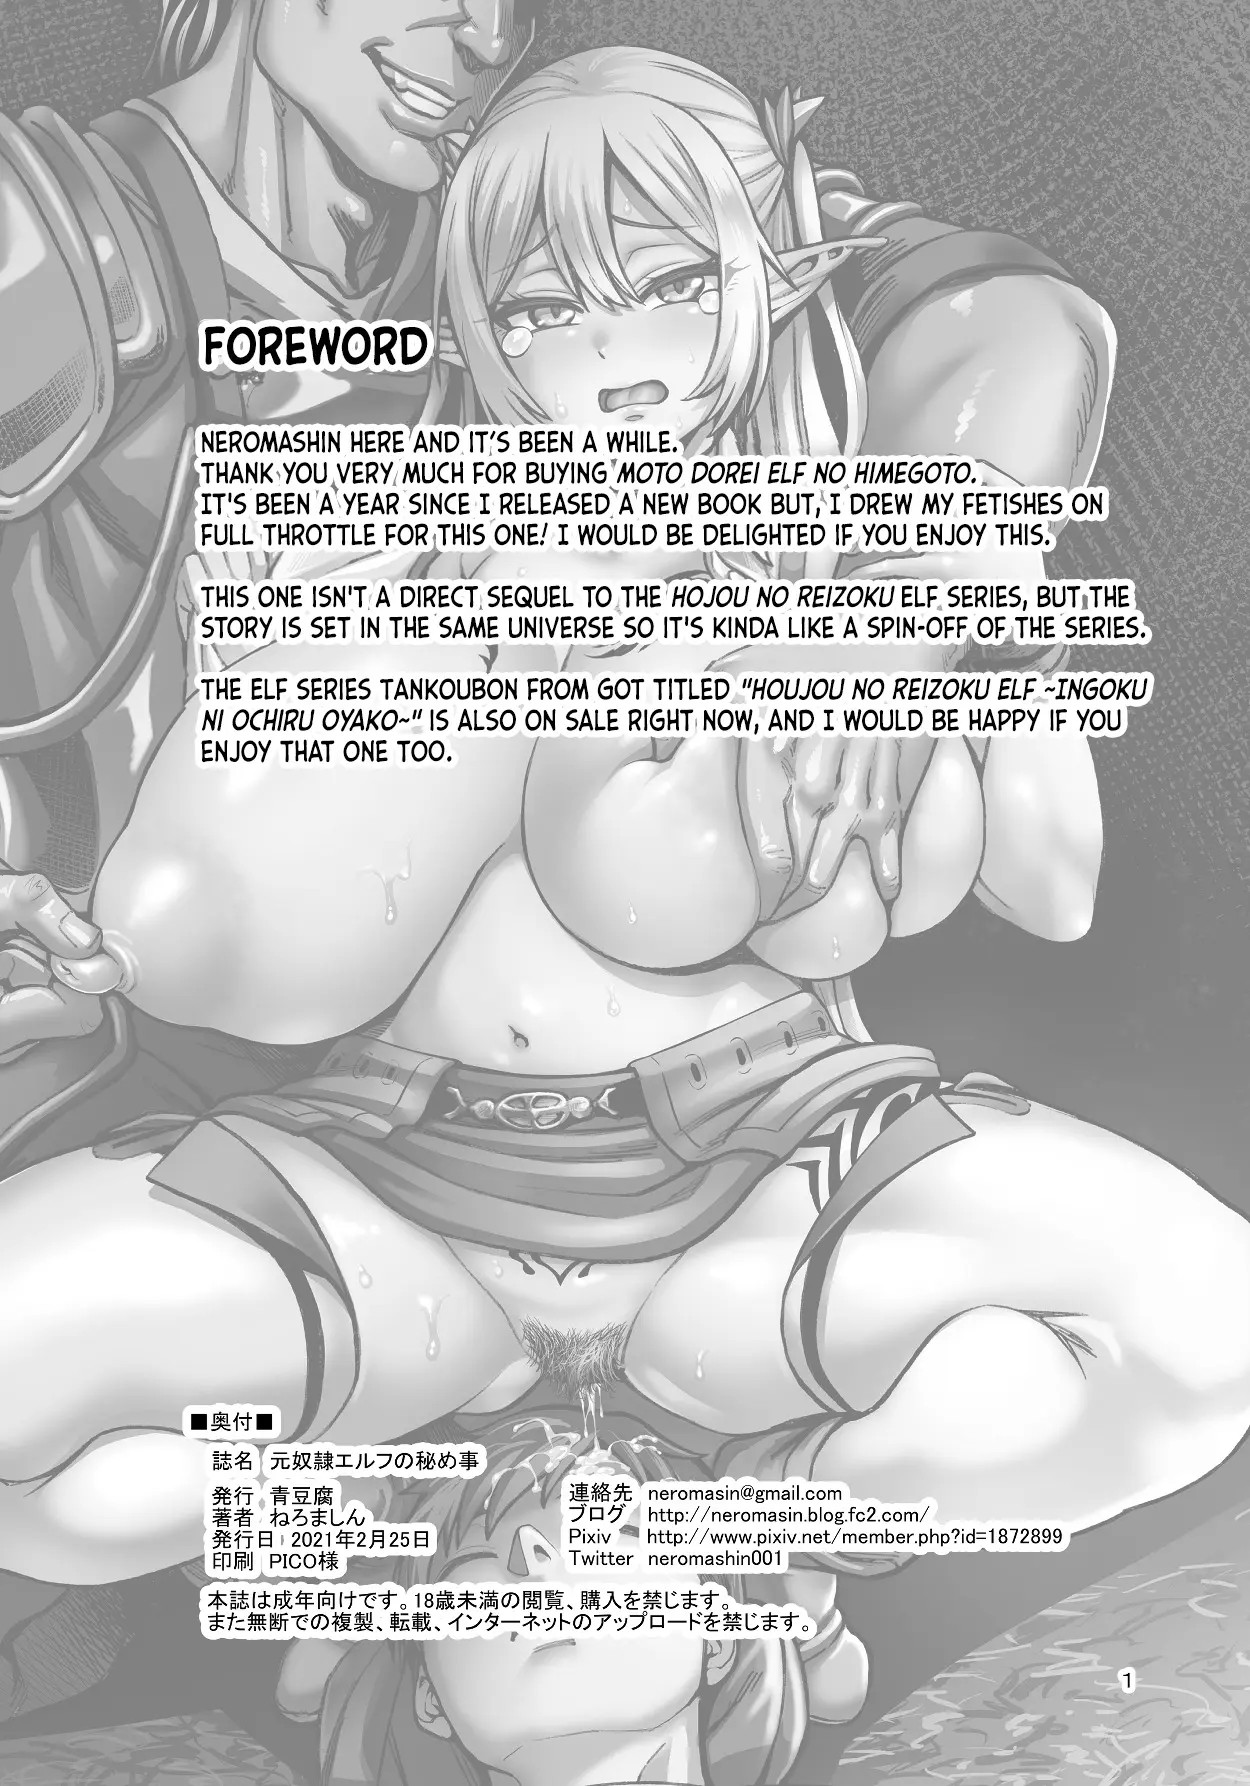 FOREWORD
NEROMASHIN HERE AND IT'S BEEN A WHILE.
THANK YOU VERY MUCH FOR BUYING MOTO DOREI ELF NO HIMEGOTO.
IT'S BEEN A YEAR SINCE I RELEASED A NEW BOOK BUT, I DREW MY FETISHES ON
FULL THROTTLE FOR THIS ONE! I WOULD BE DELIGHTED IF YOU ENJOY THIS.
THIS ONE ISN'T A DIRECT SEQUEL TO THE HOJOU NO REIZOKU ELF SERIES, BUT THE
STORY IS SET IN THE SAME UNIVERSE SO IT'S KINDA LIKE A SPIN-OFF OF THE SERIES.
THE ELF SERIES TANKOUBON FROM GOT TITLED "HOUJOU NO REIZOKU ELF ~INGOKU
NI OCHIRU OYAKO~" IS ALSO ON SALE RIGHT NOW, AND I WOULD BE HAPPY IF YOU
ENJOY THAT ONE TOO.
■奥付■
誌名 元奴隷エルフの秘め事
発行 青豆腐
著者 ねろましん
発行日 2021年2月25日
印刷 PICO様
連絡先 neromasin@gmail.com
ブログ http://neromasin.blog.fc2.com/
Pixiv http://www.pixiv.net/member.php?id=1872899
Twitter neromashin001
本誌は成年向けです。18歳未満の閲覧、購入を禁じます。
また無断での複製、転載、インターネットのアップロードを禁じます。
1